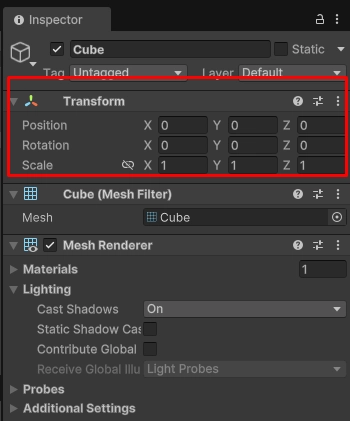 Inspector
Cube Static
Tag Untagged Layer Default
Transform
Position X 0 Y 0 Z 0
Rotation X 0 Y 0 Z 0
Scale X 1 Y 1 Z 1
Cube (Mesh Filter)
Mesh Cube
Mesh Renderer
Materials 1
Lighting
Cast Shadows On
Static Shadow Cas
Contribute Global
Receive Global Illu Light Probes
Probes
Additional Settings